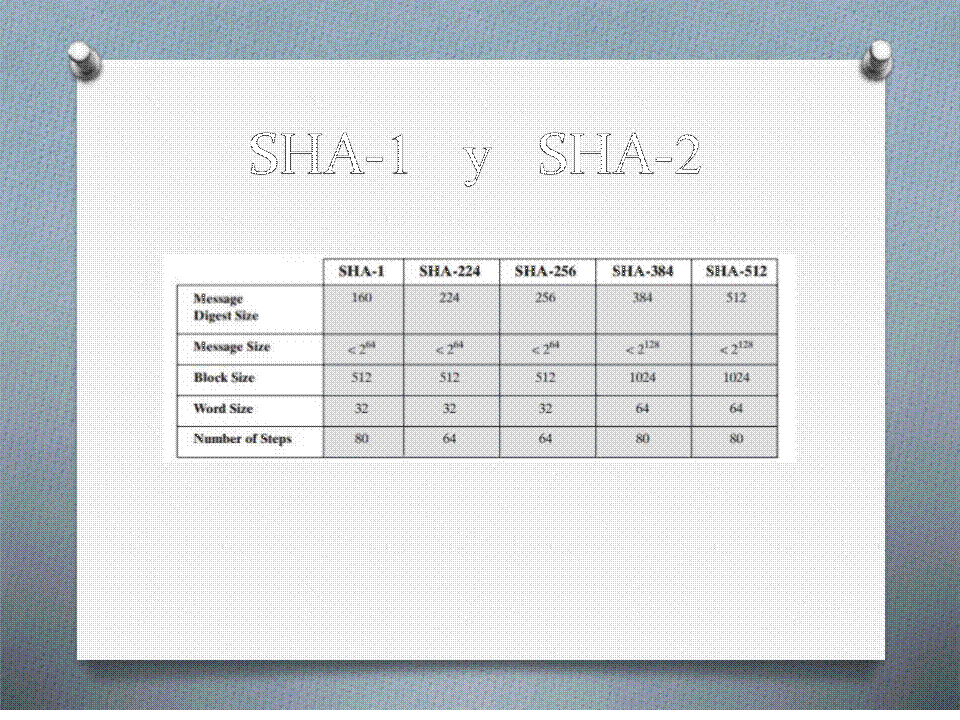 SHA-1 y SHA-2
SHA-1 SHA-224 SHA-256 SHA-384 SHA-512
Message Digest Size 160 224 256 384 512
Message Size < 2^64 < 2^64 < 2^64 < 2^128 < 2^128
Block Size 512 512 512 1024 1024
Word Size 32 32 32 64 64
Number of Steps 80 64 64 80 80